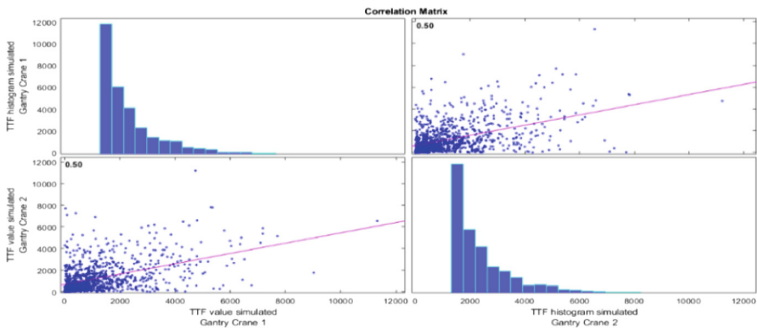 Correlation Matrix
TTF histogram simulated
Gantry Crane 1
12000
10000
8000
6000
4000
2000
0
0.50
TTF value simulated
Gantry Crane 2
12000
10000
8000
6000
4000
2000
0
0.50
0 2000 4000 6000 8000 10000 12000
TTF value simulated
Gantry Crane 1
0 2000 4000 6000 8000 10000 12000
TTF histogram simulated
Gantry Crane 2